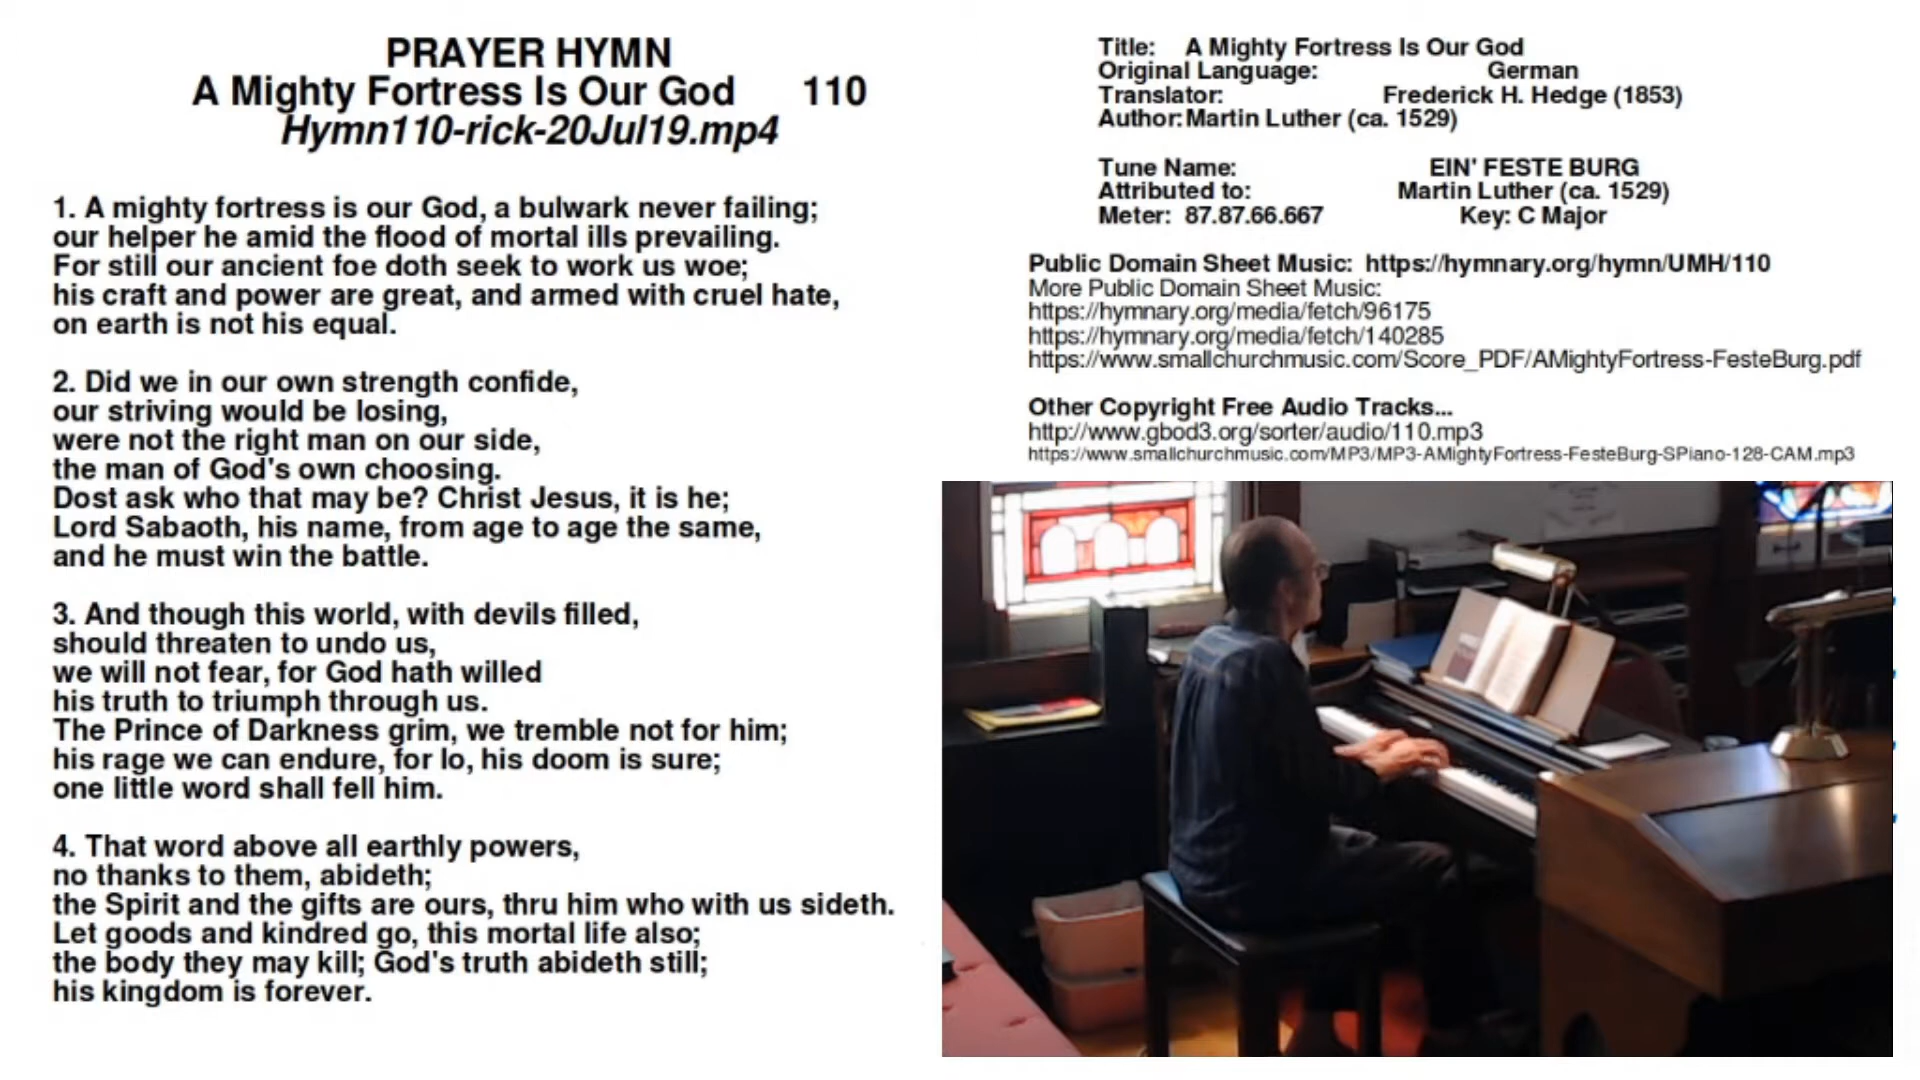 PRAYER HYMN
A Mighty Fortress Is Our God 110
Hymn110-rick-20Jul19.mp4
1. A mighty fortress is our God, a bulwark never failing;
our helper he amid the flood of mortal ills prevailing.
For still our ancient foe doth seek to work us woe;
his craft and power are great, and armed with cruel hate,
on earth is not his equal.
2. Did we in our own strength confide,
our striving would be losing,
were not the right man on our side,
the man of God's own choosing.
Dost ask who that may be? Christ Jesus, it is he;
Lord Sabaoth, his name, from age to age the same,
and he must win the battle.
3. And though this world, with devils filled,
should threaten to undo us,
we will not fear, for God hath willed
his truth to triumph through us.
The Prince of Darkness grim, we tremble not for him;
his rage we can endure, for lo, his doom is sure;
one little word shall fell him.
4. That word above all earthly powers,
no thanks to them, abideth;
the Spirit and the gifts are ours, thru him who with us sideth.
Let goods and kindred go, this mortal life also;
the body they may kill; God's truth abideth still;
his kingdom is forever.
Title: A Mighty Fortress Is Our God
Original Language: German
Translator: Frederick H. Hedge (1853)
Author: Martin Luther (ca. 1529)
Tune Name: EIN' FESTE BURG
Attributed to: Martin Luther (ca. 1529)
Meter: 87.87.66.667 Key: C Major
Public Domain Sheet Music: https://hymnary.org/hymn/UMH/110
More Public Domain Sheet Music:
https://hymnary.org/media/fetch/96175
https://hymnary.org/media/fetch/140285
https://www.smallchurchmusic.com/Score_PDF/AMightyFortress-FesteBurg.pdf
Other Copyright Free Audio Tracks...
http://www.gbod3.org/sorter/audio/110.mp3
https://www.smallchurchmusic.com/MP3/MP3-AMightyFortress-FesteBurg-SPiano-128-CAM.mp3